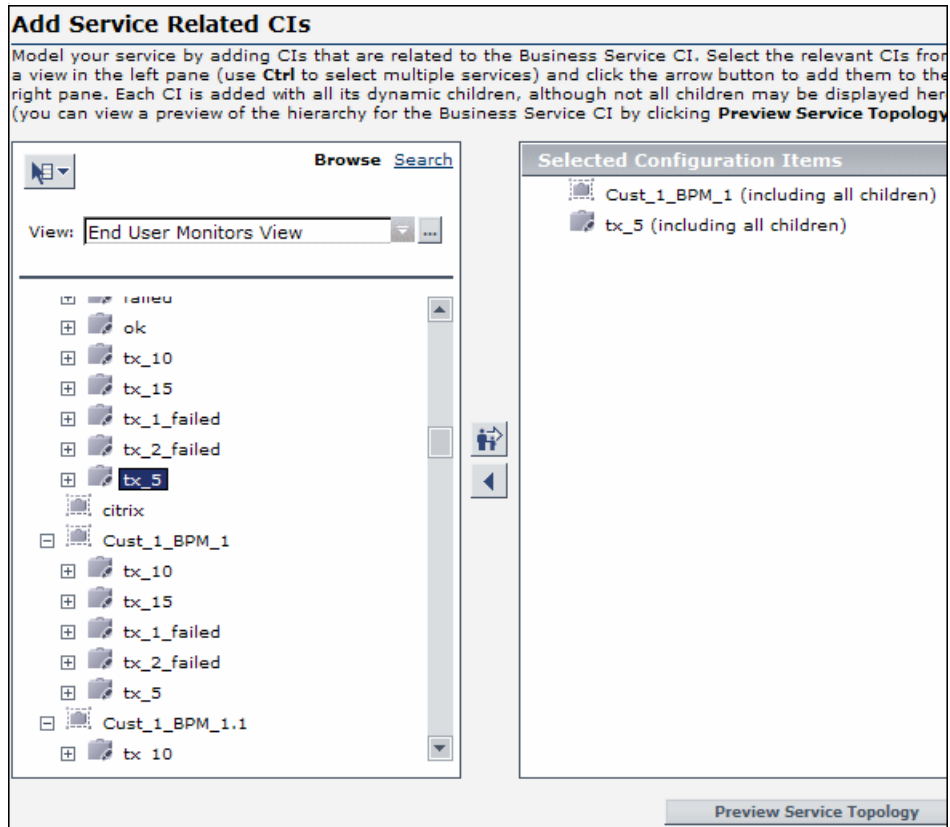 Add Service Related CIs
Model your service by adding CIs that are related to the Business Service CI. Select the relevant CIs from
a view in the left pane (use Ctrl to select multiple services) and click the arrow button to add them to the
right pane. Each CI is added with all its dynamic children, although not all children may be displayed her
(you can view a preview of the hierarchy for the Business Service CI by clicking Preview Service Topology
Browse Search
View: End User Monitors View ...
failed
ok
tx_10
tx_15
tx_1_failed
tx_2_failed
tx_5
citrix
Cust_1_BPM_1
tx_10
tx_15
tx_1_failed
tx_2_failed
tx_5
Cust_1_BPM_1.1
tx_10
Selected Configuration Items
Cust_1_BPM_1 (including all children)
tx_5 (including all children)
Preview Service Topology